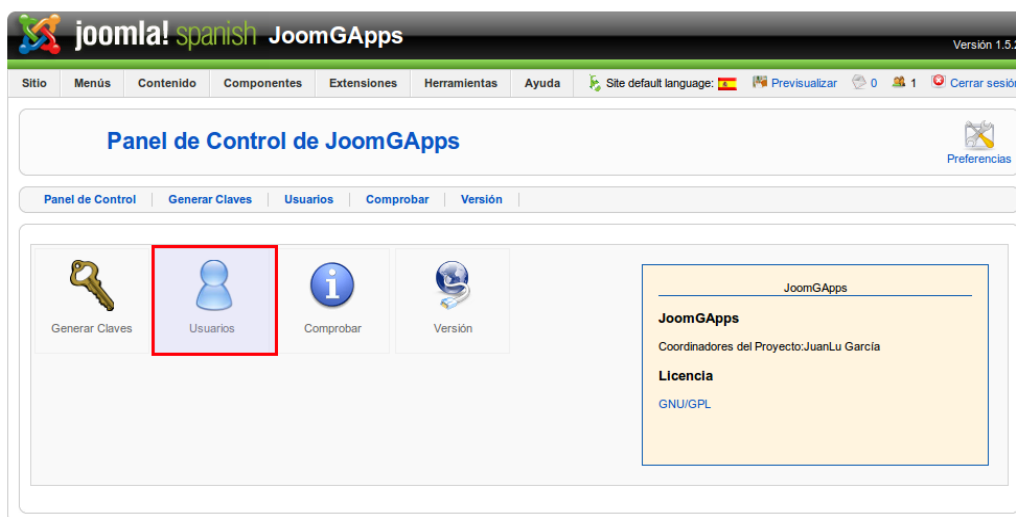 joomla! spanish JoomGApps
Versión 1.5.2
Sitio Menús Contenido Componentes Extensiones Herramientas Ayuda Site default language: Previsualizar 0 1 Cerrar sesión
Panel de Control de JoomGApps
Preferencias
Panel de Control Generar Claves Usuarios Comprobar Versión
Generar Claves Usuarios Comprobar Versión
JoomGApps
JoomGApps
Coordinadores del Proyecto:JuanLu García
Licencia
GNU/GPL